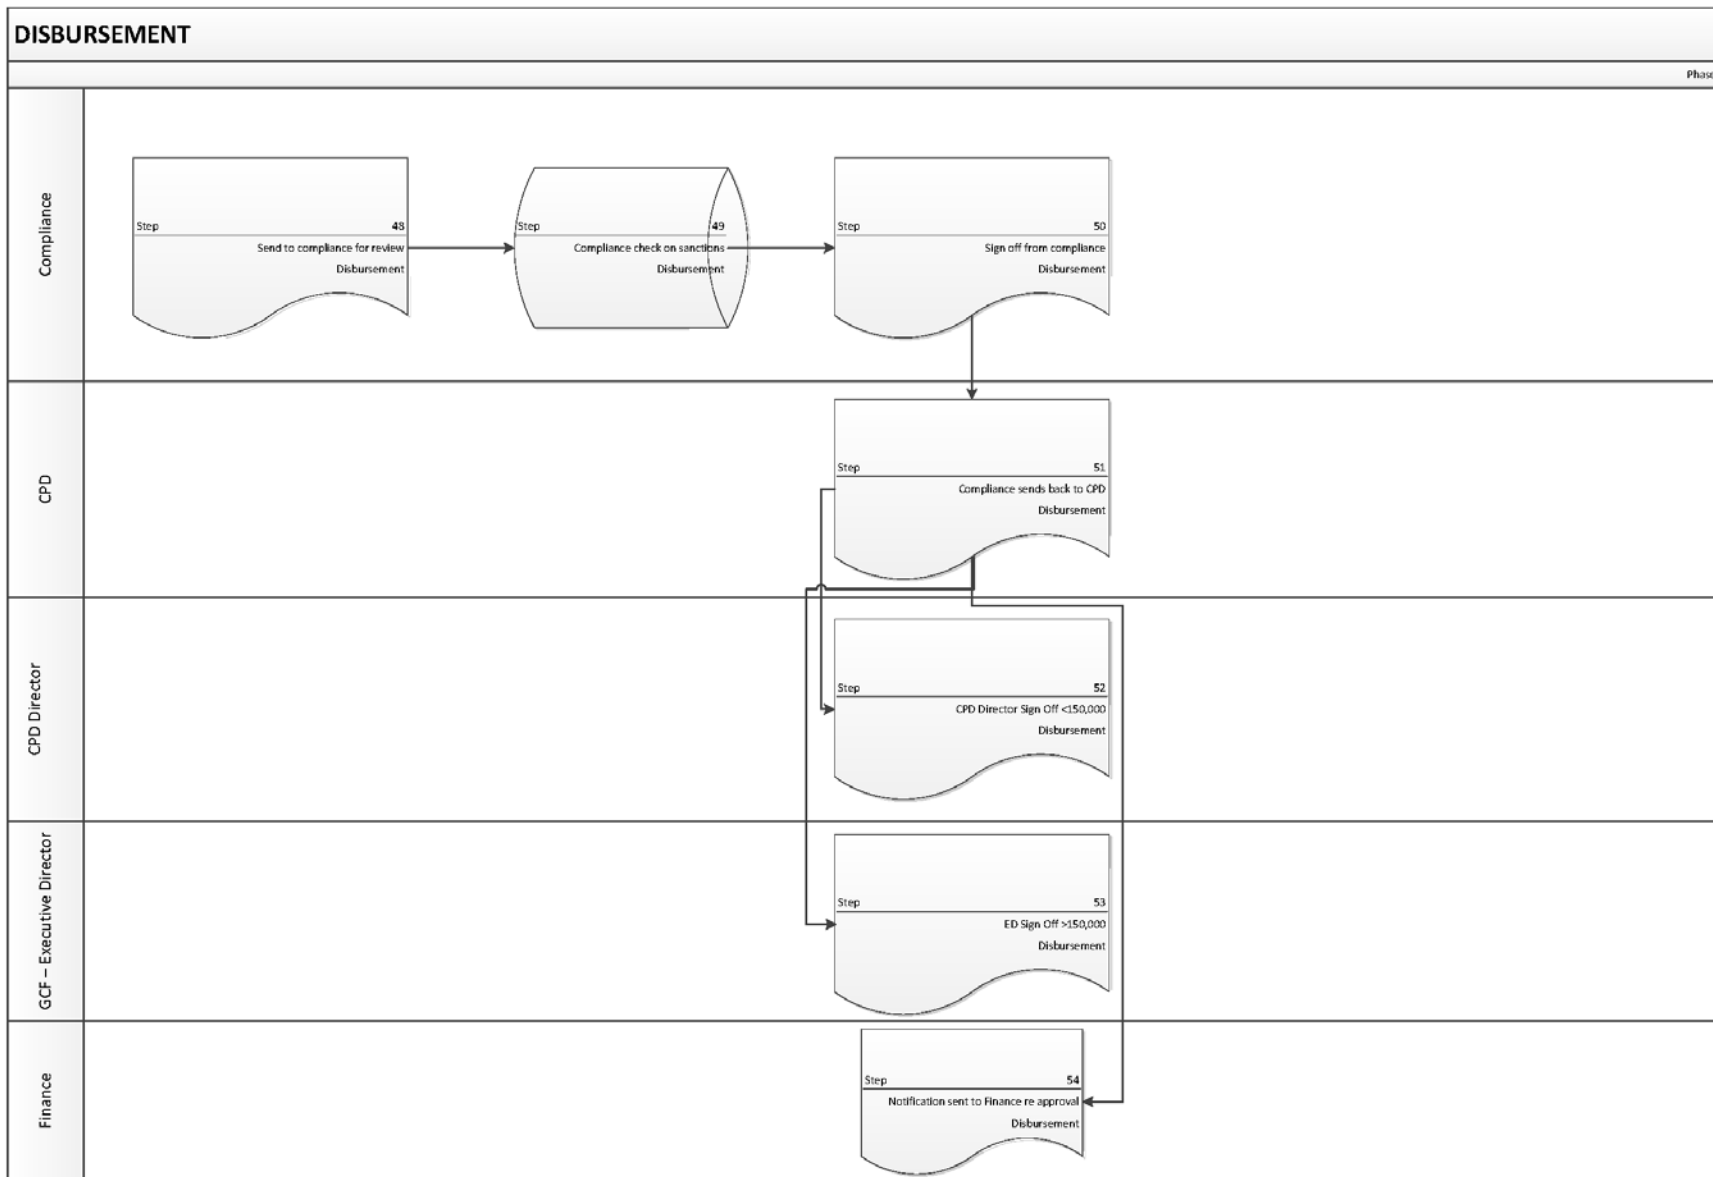 DISBURSEMENT
Phase
Compliance
Step 48
Send to compliance for review
Disbursement
Step 49
Compliance check on sanctions
Disbursement
Step 50
Sign off from compliance
Disbursement
CPD
Step 51
Compliance sends back to CPD
Disbursement
CPD Director
Step 52
CPD Director Sign Off <150,000
Disbursement
GCF – Executive Director
Step 53
ED Sign Off >150,000
Disbursement
Finance
Step 54
Notification sent to Finance re approval
Disbursement